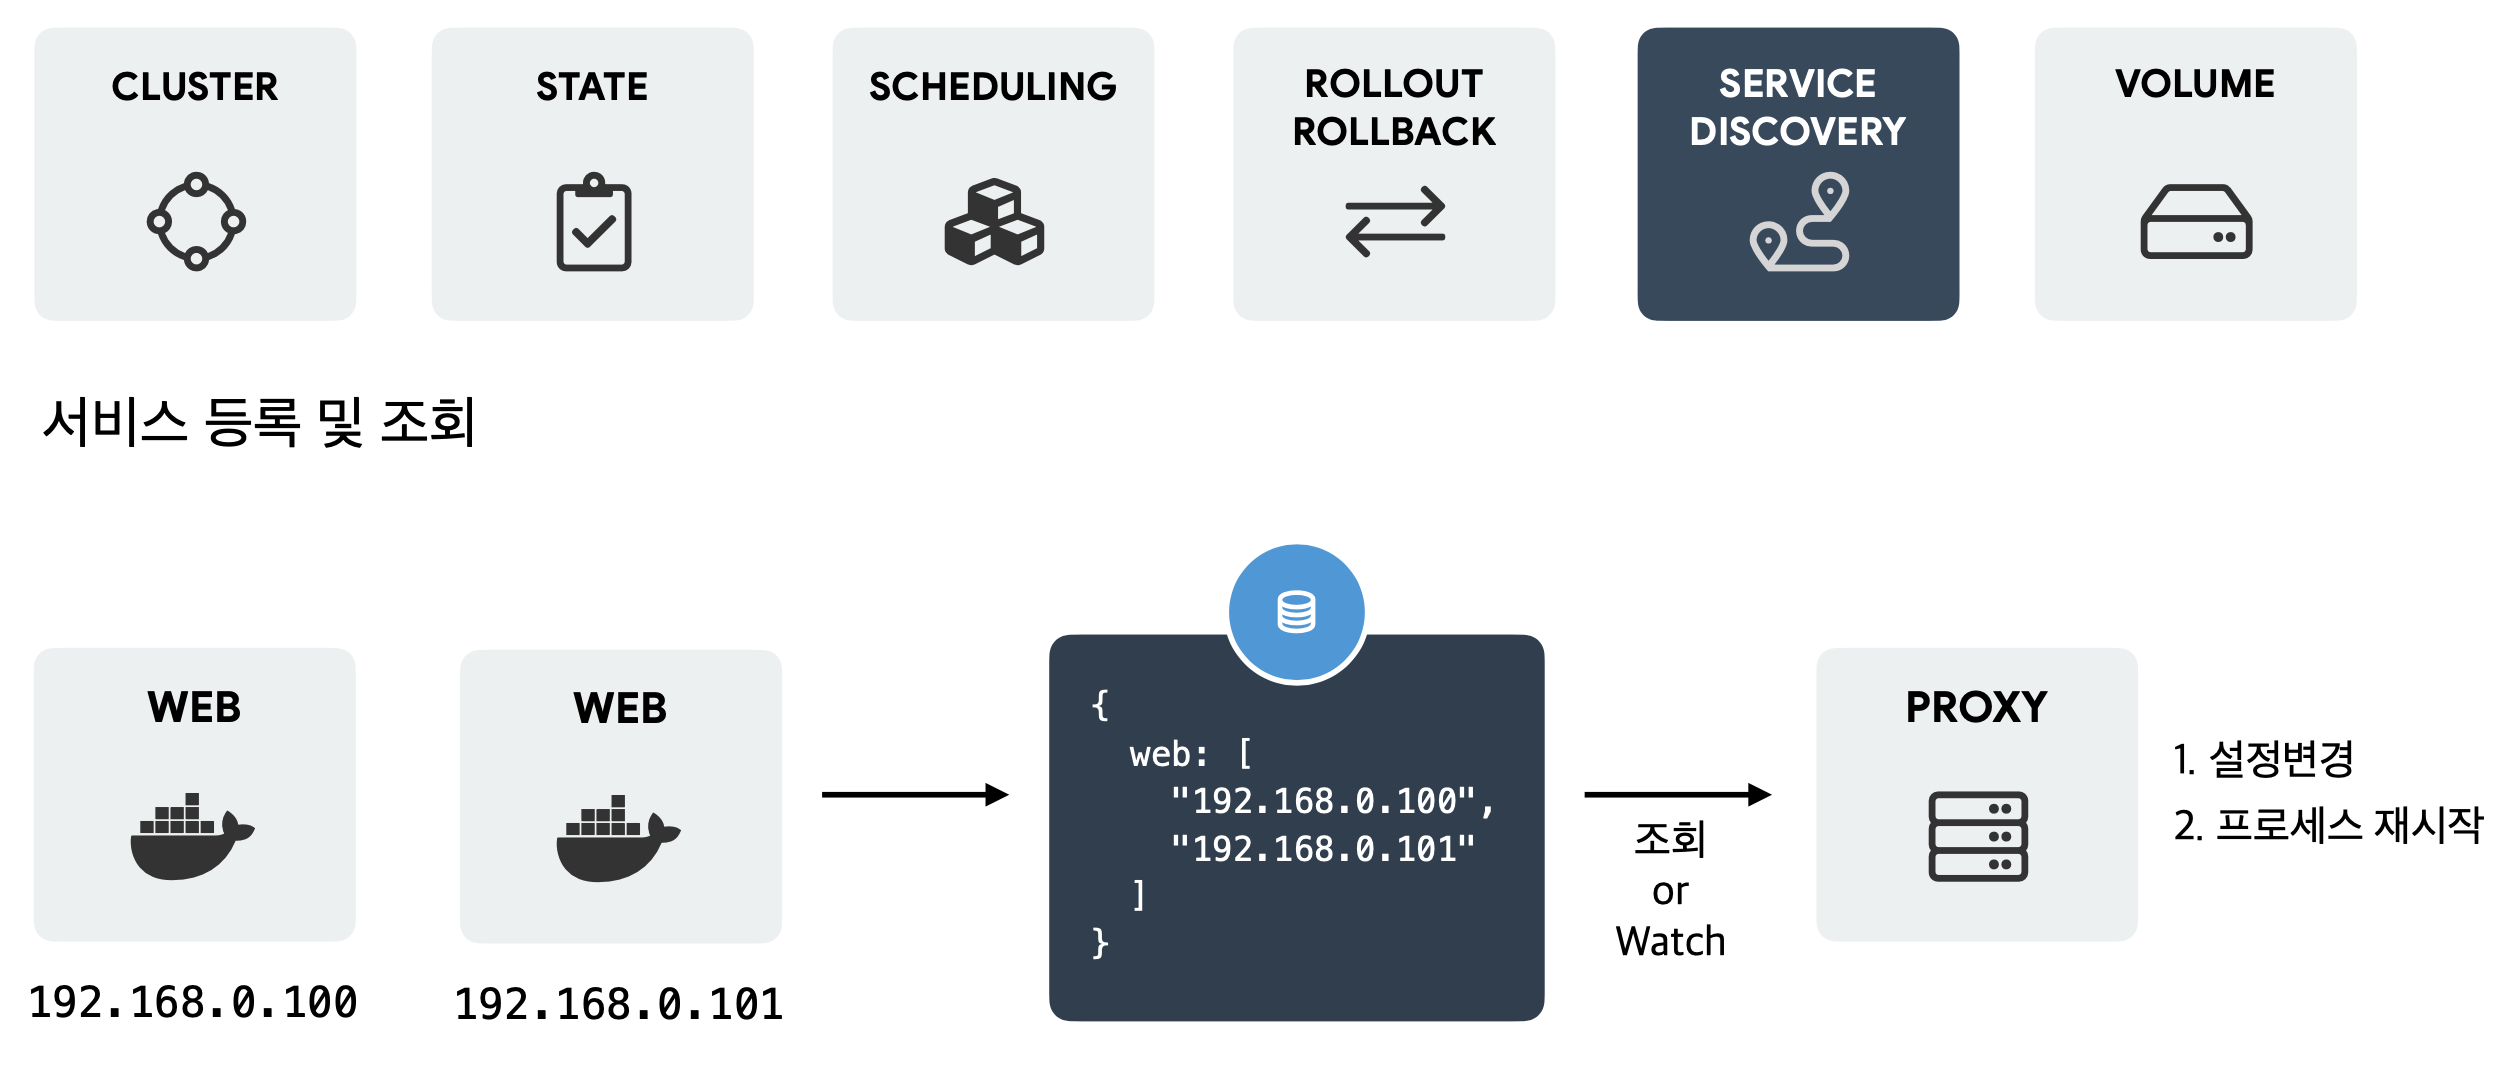 CLUSTER
STATE
SCHEDULING
ROLLOUT
ROLLBACK
SERVICE
DISCOVERY
VOLUME
서비스 등록 및 조회
WEB
192.168.0.100
WEB
192.168.0.101
{
web: [
"192.168.0.100",
"192.168.0.101"
]
}
조회
or
Watch
PROXY
1. 설정변경
2. 프로세스 재시작